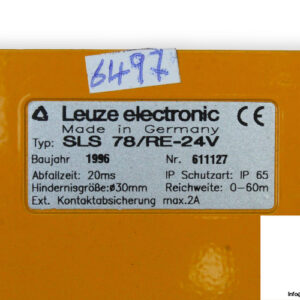 6497
Leuze electronic CE
Made in Germany
Typ: SLS 78/RE-24V
Baujahr 1996 Nr. 611127
Abfallzeit: 20ms IP Schutzart: IP 65
Hindernisgröße:ø30mm Reichweite: 0-60m
Ext. Kontaktabsicherung max.2A